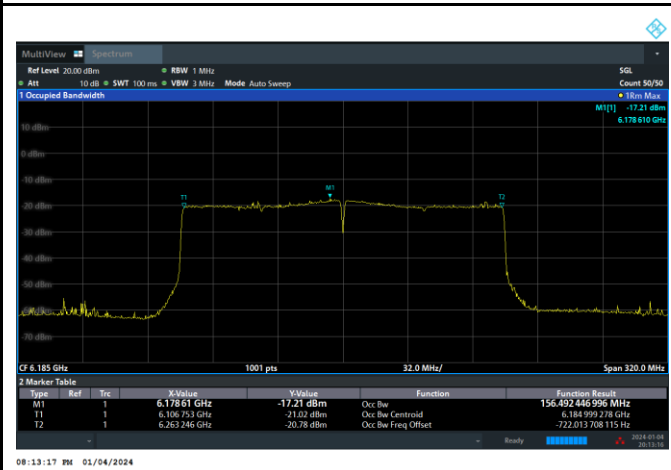 MultiView Spectrum
Ref Level 20.00 dBm RBW 1 MHz SGL
Att 10 dB SWT 100 ms VBW 3 MHz Mode Auto Sweep Count 50/50
1 Occupied Bandwidth 1Rm Max
M1[1] -17.21 dBm
6.178 610 GHz
10 dBm
0 dBm
-10 dBm
M1
T1 T2
-20 dBm
-30 dBm
-40 dBm
-50 dBm
-70 dBm
CF 6.185 GHz 1001 pts 32.0 MHz/ Span 320.0 MHz
2 Marker Table
Type Ref Trc X-Value Y-Value Function Function Result
M1 1 6.178 61 GHz -17.21 dBm Occ Bw 156.492 446 996 MHz
T1 1 6.106 753 GHz -21.02 dBm Occ Bw Centroid 6.184 999 278 GHz
T2 1 6.263 246 GHz -20.78 dBm Occ Bw Freq Offset -722.013 708 115 Hz
Ready 2024-01-04
20:13:16
08:13:17 PM 01/04/2024